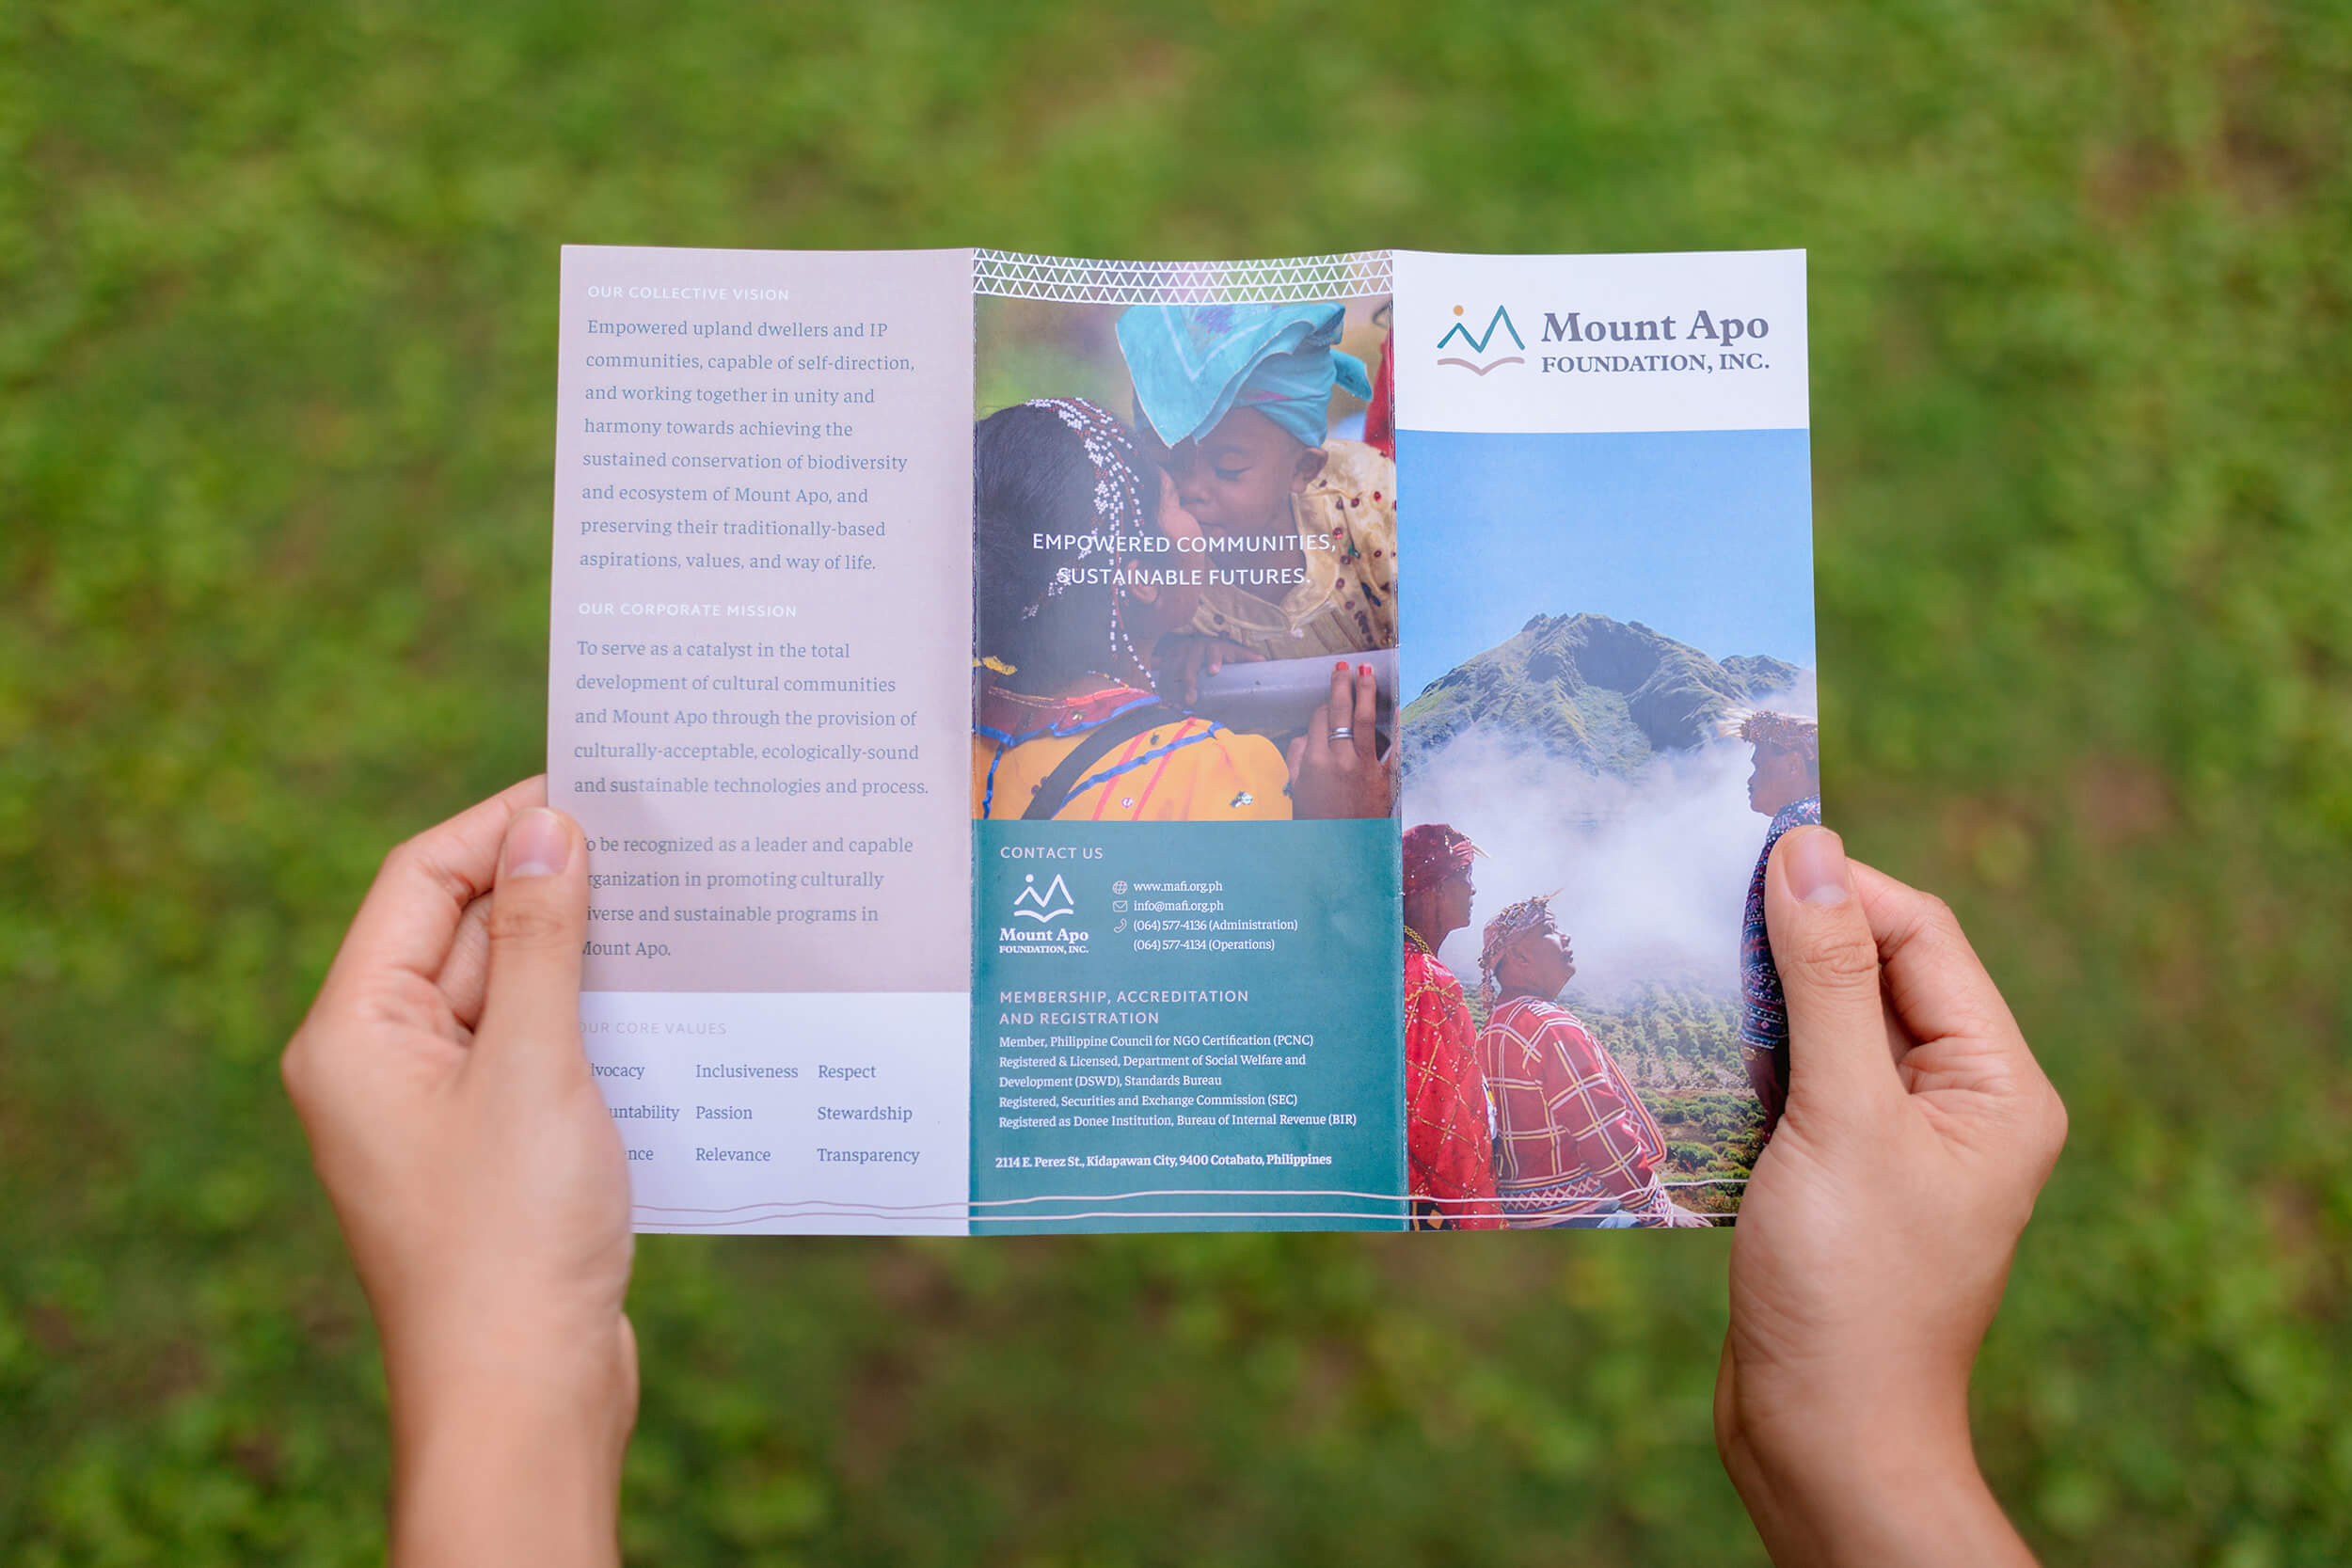 OUR COLLECTIVE VISION
Empowered upland dwellers and IP
communities, capable of self-direction,
and working together in unity and
harmony towards achieving the
sustained conservation of biodiversity
and ecosystem of Mount Apo, and
preserving their traditionally-based
aspirations, values, and way of life.
OUR CORPORATE MISSION
To serve as a catalyst in the total
development of cultural communities
and Mount Apo through the provision of
culturally-acceptable, ecologically-sound
and sustainable technologies and process.
be recognized as a leader and capable
in promoting culturally
and sustainable programs in
Mount Apo.
OUR CORE VALUES
Inclusiveness Respect
Passion Stewardship
Relevance Transparency
EMPOWERED COMMUNITIES,
SUSTAINABLE FUTURES.
CONTACT US
Mount Apo
FOUNDATION, INC.
www.mafi.org.ph
info@mafi.org.ph
(064) 577-4136 (Administration)
(064) 577-4134 (Operations)
MEMBERSHIP, ACCREDITATION
AND REGISTRATION
Member, Philippine Council for NGO Certification (PCNC)
Registered & Licensed, Department of Social Welfare and
Development (DSWD), Standards Bureau
Registered, Securities and Exchange Commission (SEC)
Registered as Donee Institution, Bureau of Internal Revenue (BIR)
2114 E. Perez St., Kidapawan City, 9400 Cotabato, Philippines
Mount Apo
FOUNDATION, INC.